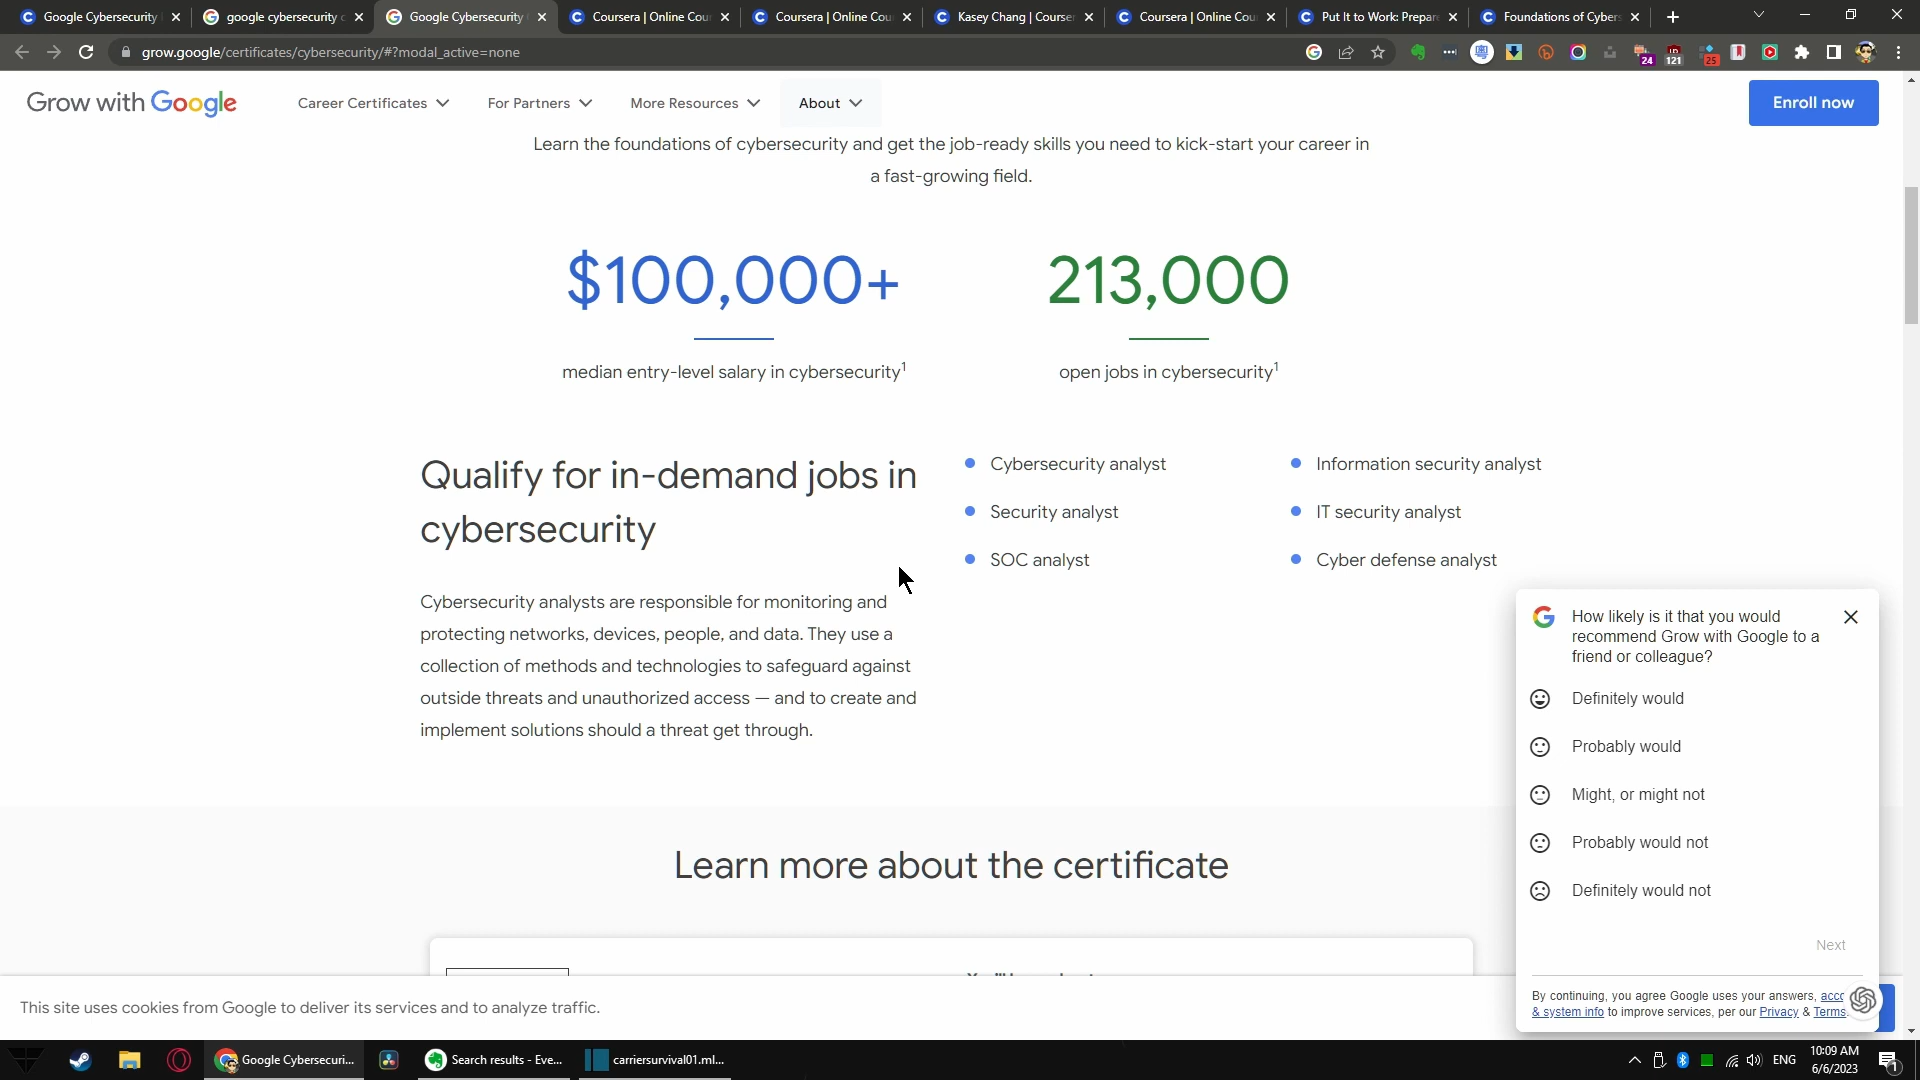 Google Cybersecurity
google cybersecurity c
Google Cybersecurity
Coursera | Online Cou
Coursera | Online Cou
Kasey Chang | Courser
Coursera | Online Cou
Put It to Work: Prepare
Foundations of Cybers
grow.google/certificates/cybersecurity/#?modal_active=none
24
121
25
Grow with Google
Career Certificates
For Partners
More Resources
About
Enroll now
Learn the foundations of cybersecurity and get the job-ready skills you need to kick-start your career in
a fast-growing field.
$100,000+
213,000
median entry-level salary in cybersecurity1
open jobs in cybersecurity1
Qualify for in-demand jobs in
cybersecurity
Cybersecurity analyst
Information security analyst
Security analyst
IT security analyst
SOC analyst
Cyber defense analyst
Cybersecurity analysts are responsible for monitoring and
protecting networks, devices, people, and data. They use a
collection of methods and technologies to safeguard against
outside threats and unauthorized access — and to create and
implement solutions should a threat get through.
How likely is it that you would
recommend Grow with Google to a
friend or colleague?
Definitely would
Probably would
Might, or might not
Probably would not
Definitely would not
Next
By continuing, you agree Google uses your answers, acco
& system info to improve services, per our Privacy & Terms
Learn more about the certificate
This site uses cookies from Google to deliver its services and to analyze traffic.
Google Cybersecuri...
Search results - Eve...
carriersurvival01.ml...
ENG
10:09 AM
6/6/2023
1